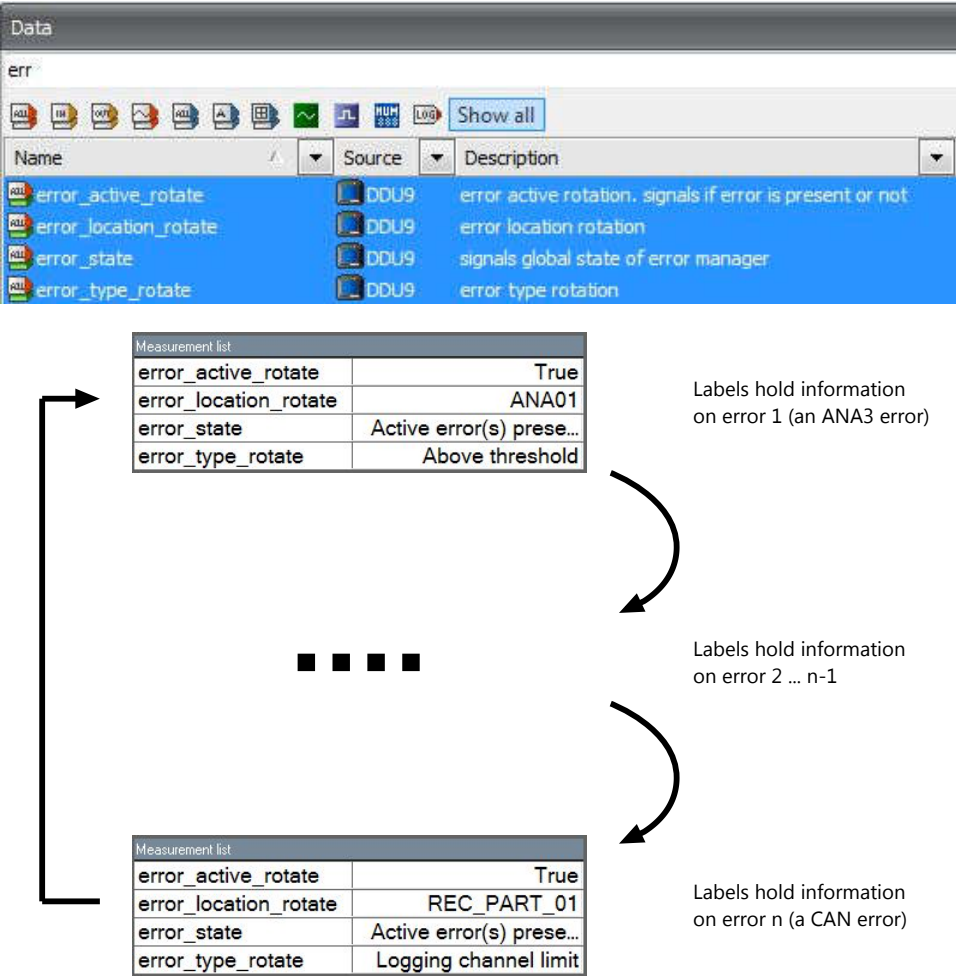 Data
err
Show all
Name Source Description
error_active_rotate DDU9 error active rotation. signals if error is present or not
error_location_rotate DDU9 error location rotation
error_state DDU9 signals global state of error manager
error_type_rotate DDU9 error type rotation
Measurement list
error_active_rotate True
error_location_rotate ANA01
error_state Active error(s) prese...
error_type_rotate Above threshold
Labels hold information
on error 1 (an ANA3 error)
Labels hold information
on error 2 ... n-1
Measurement list
error_active_rotate True
error_location_rotate REC_PART_01
error_state Active error(s) prese...
error_type_rotate Logging channel limit
Labels hold information
on error n (a CAN error)